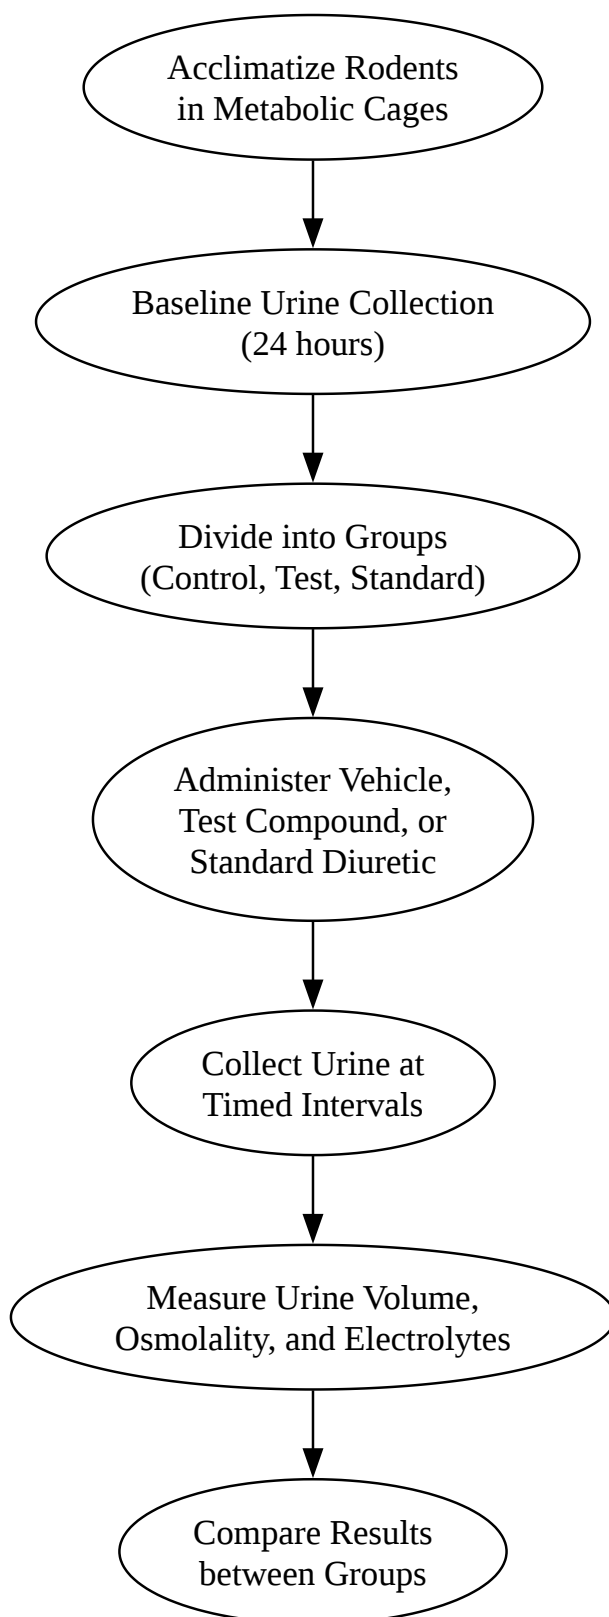 Acclimatize Rodents
in Metabolic Cages
Baseline Urine Collection
(24 hours)
Divide into Groups
(Control, Test, Standard)
Administer Vehicle,
Test Compound, or
Standard Diuretic
Collect Urine at
Timed Intervals
Measure Urine Volume,
Osmolality, and Electrolytes
Compare Results
between Groups